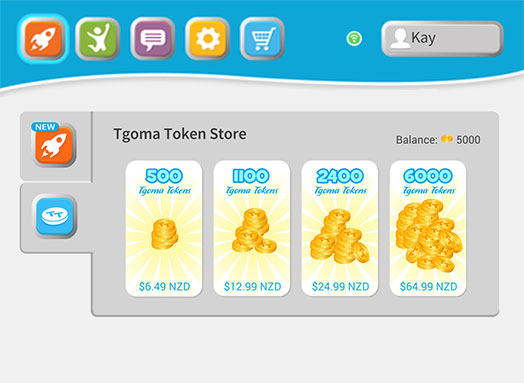 Kay
NEW
Tgoma Token Store
Balance: 5000
500
Tgoma Tokens
$6.49 NZD
1100
Tgoma Tokens
$12.99 NZD
2400
Tgoma Tokens
$24.99 NZD
6000
Tgoma Tokens
$64.99 NZD